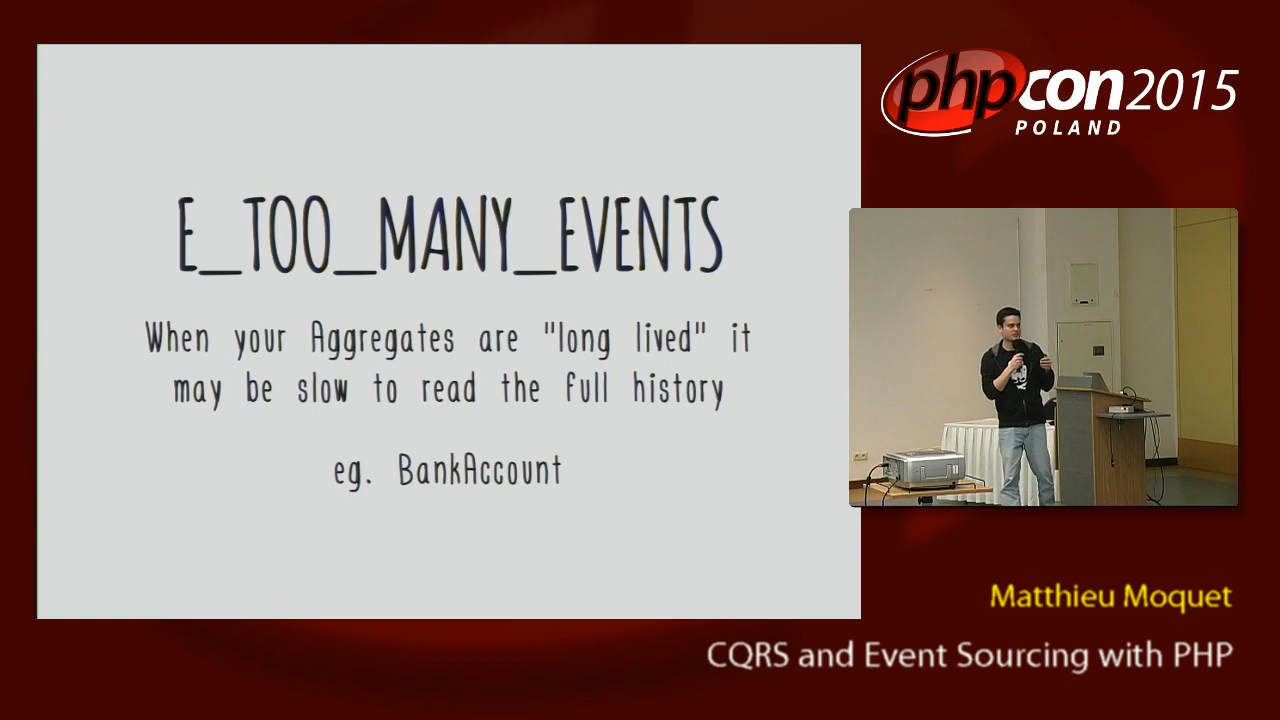 E_TOO_MANY_EVENTS
When your Aggregates are "long lived" it
may be slow to read the full history
eg. BankAccount
phpcon2015
POLAND
Matthieu Moquet
CQRS and Event Sourcing with PHP